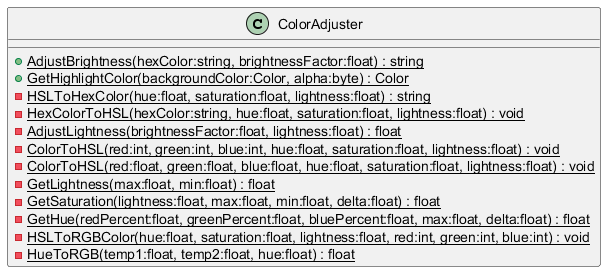 C ColorAdjuster
AdjustBrightness(hexColor:string, brightnessFactor:float) : string
GetHighlightColor(backgroundColor:Color, alpha:byte) : Color
HSLToHexColor(hue:float, saturation:float, lightness:float) : string
HexColorToHSL(hexColor:string, hue:float, saturation:float, lightness:float) : void
AdjustLightness(brightnessFactor:float, lightness:float) : float
ColorToHSL(red:int, green:int, blue:int, hue:float, saturation:float, lightness:float) : void
ColorToHSL(red:float, green:float, blue:float, hue:float, saturation:float, lightness:float) : void
GetLightness(max:float, min:float) : float
GetSaturation(lightness:float, max:float, min:float, delta:float) : float
GetHue(redPercent:float, greenPercent:float, bluePercent:float, max:float, delta:float) : float
HSLToRGBColor(hue:float, saturation:float, lightness:float, red:int, green:int, blue:int) : void
HueToRGB(temp1:float, temp2:float, hue:float) : float